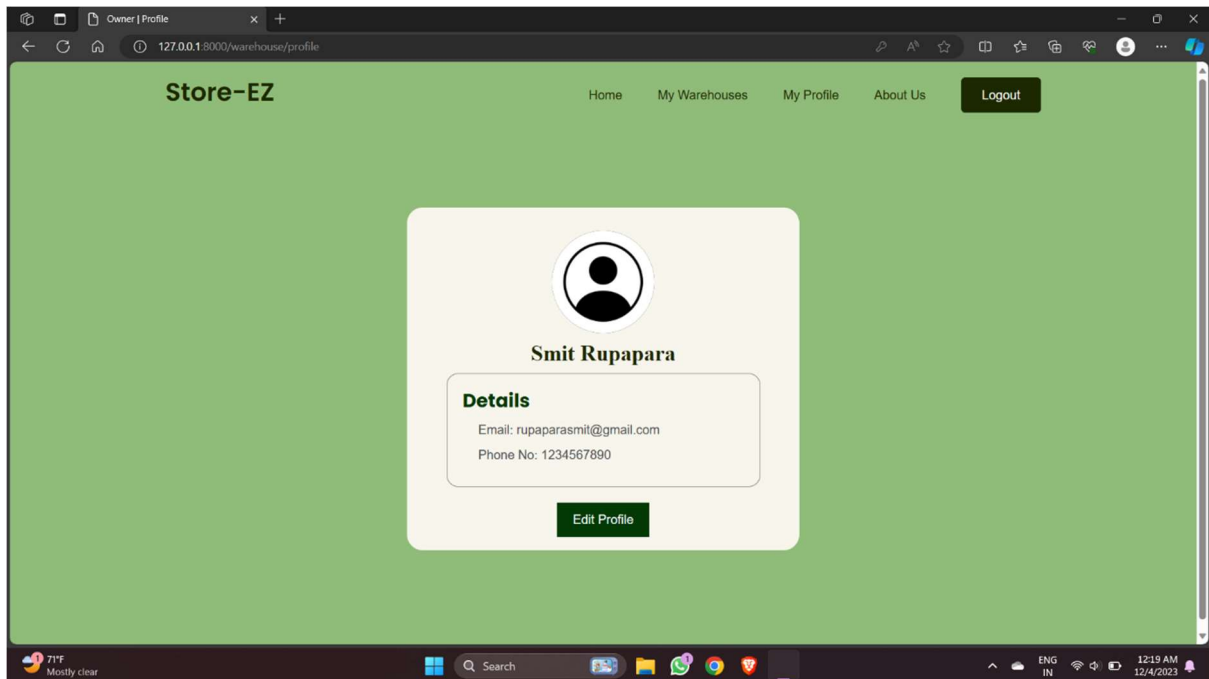 Owner | Profile
127.0.0.1:8000/warehouse/profile
Store-EZ
Home My Warehouses My Profile About Us Logout
Smit Rupapara
Details
Email: rupaparasmit@gmail.com
Phone No: 1234567890
Edit Profile
1
71°F
Mostly clear
Search
1
ENG
IN
12:19 AM
12/4/2023